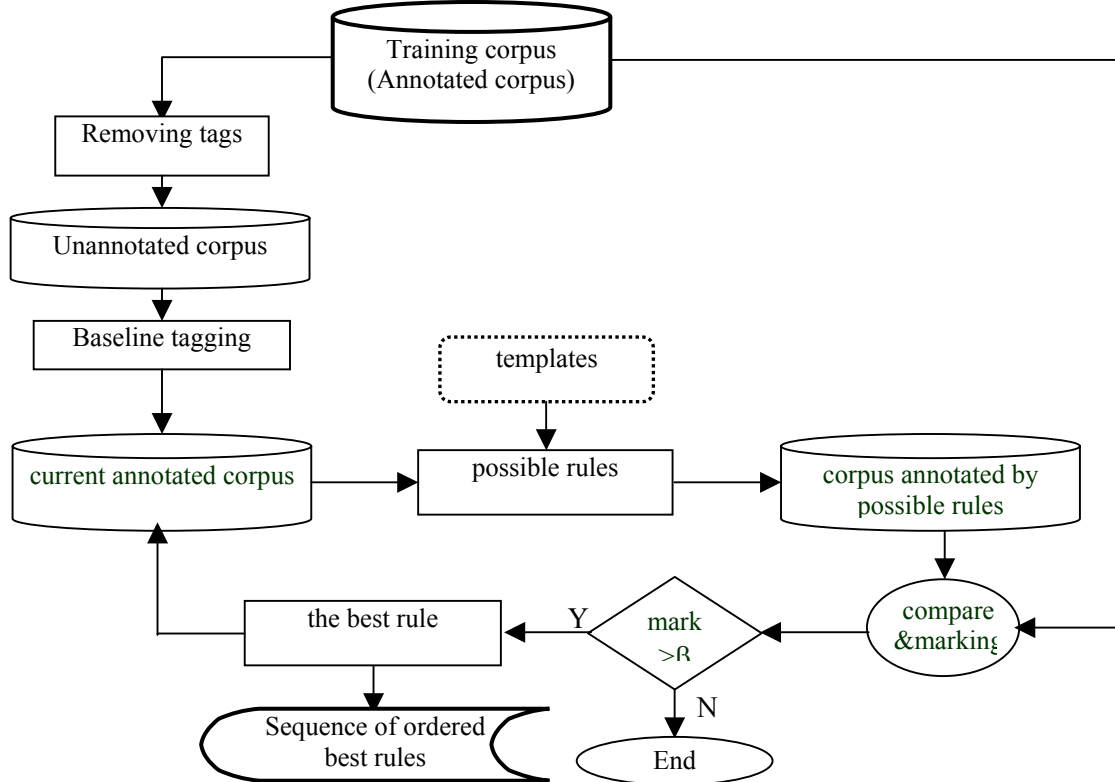 Training corpus
(Annotated corpus)
Removing tags
Unannotated corpus
Baseline tagging
templates
current annotated corpus
possible rules
corpus annotated by
possible rules
the best rule
Y
mark
>β
compare
&marking
N
Sequence of ordered
best rules
End